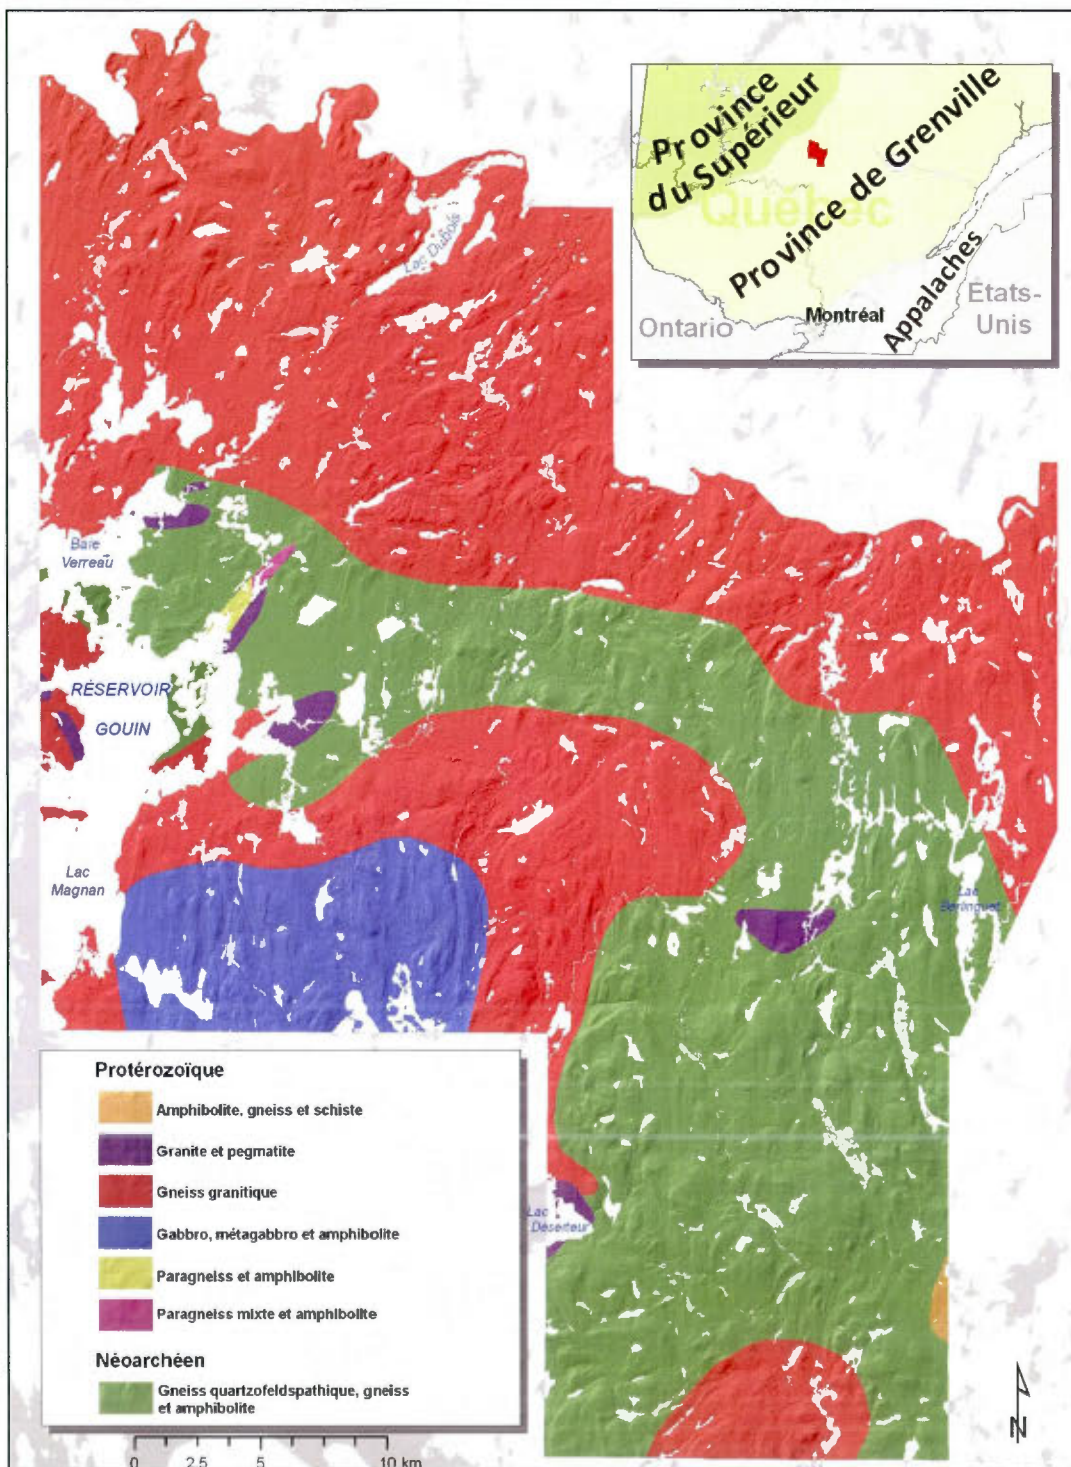 Province
du Supérieur
Province de Grenville
Québec
Appalaches
Montréal
Ontario
États-
Unis
Lac Dubois
Baie
Verreau
RÉSERVOIR
GOUIN
Lac
Magnan
Lac
Lac
Déserteur
Protérozoïque
Amphibolite, gneiss et schiste
Granite et pegmatite
Gneiss granitique
Gabbro, métagabbro et amphibolite
Paragneiss et amphibolite
Paragneiss mixte et amphibolite
Néoarchéen
Gneiss quartzofeldspathique, gneiss
et amphibolite
0 2,5 5 10 km
N